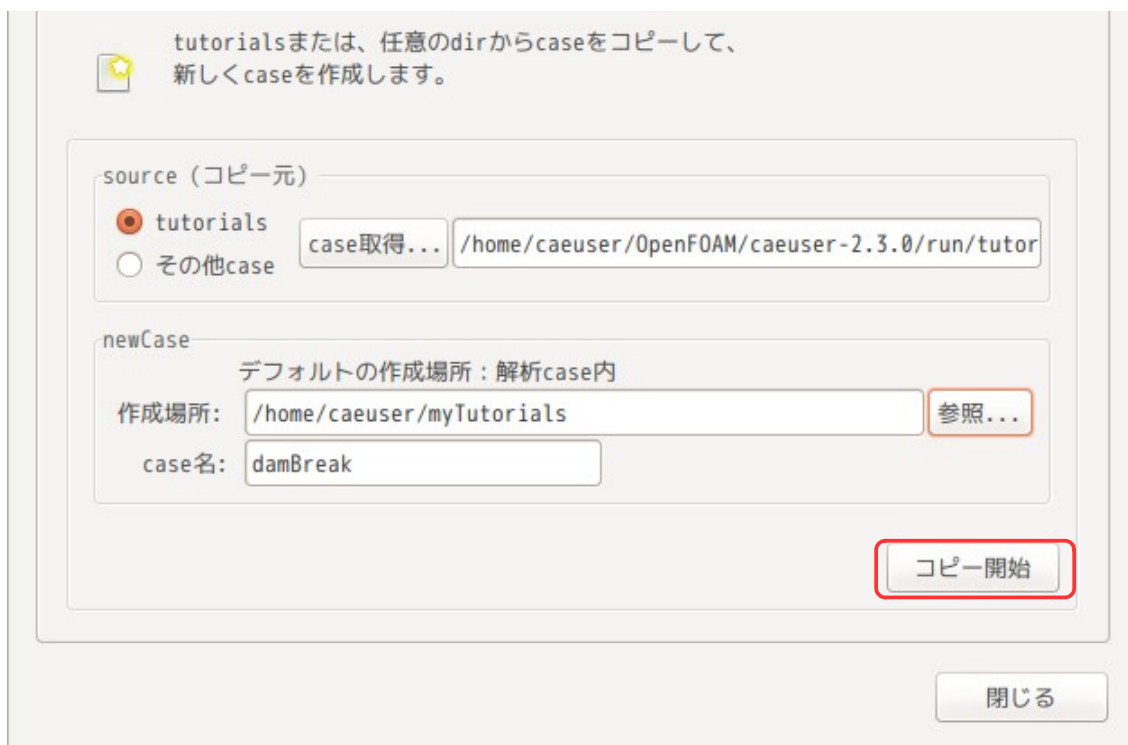 tutorialsまたは、任意のdirからcaseをコピーして、
新しくcaseを作成します。
source (コピー元)
tutorials
その他case
case取得...
/home/caeuser/OpenFOAM/caeuser-2.3.0/run/tutor
newCase
デフォルトの作成場所：解析case内
作成場所: /home/caeuser/myTutorials 参照...
case名: damBreak
コピー開始
閉じる